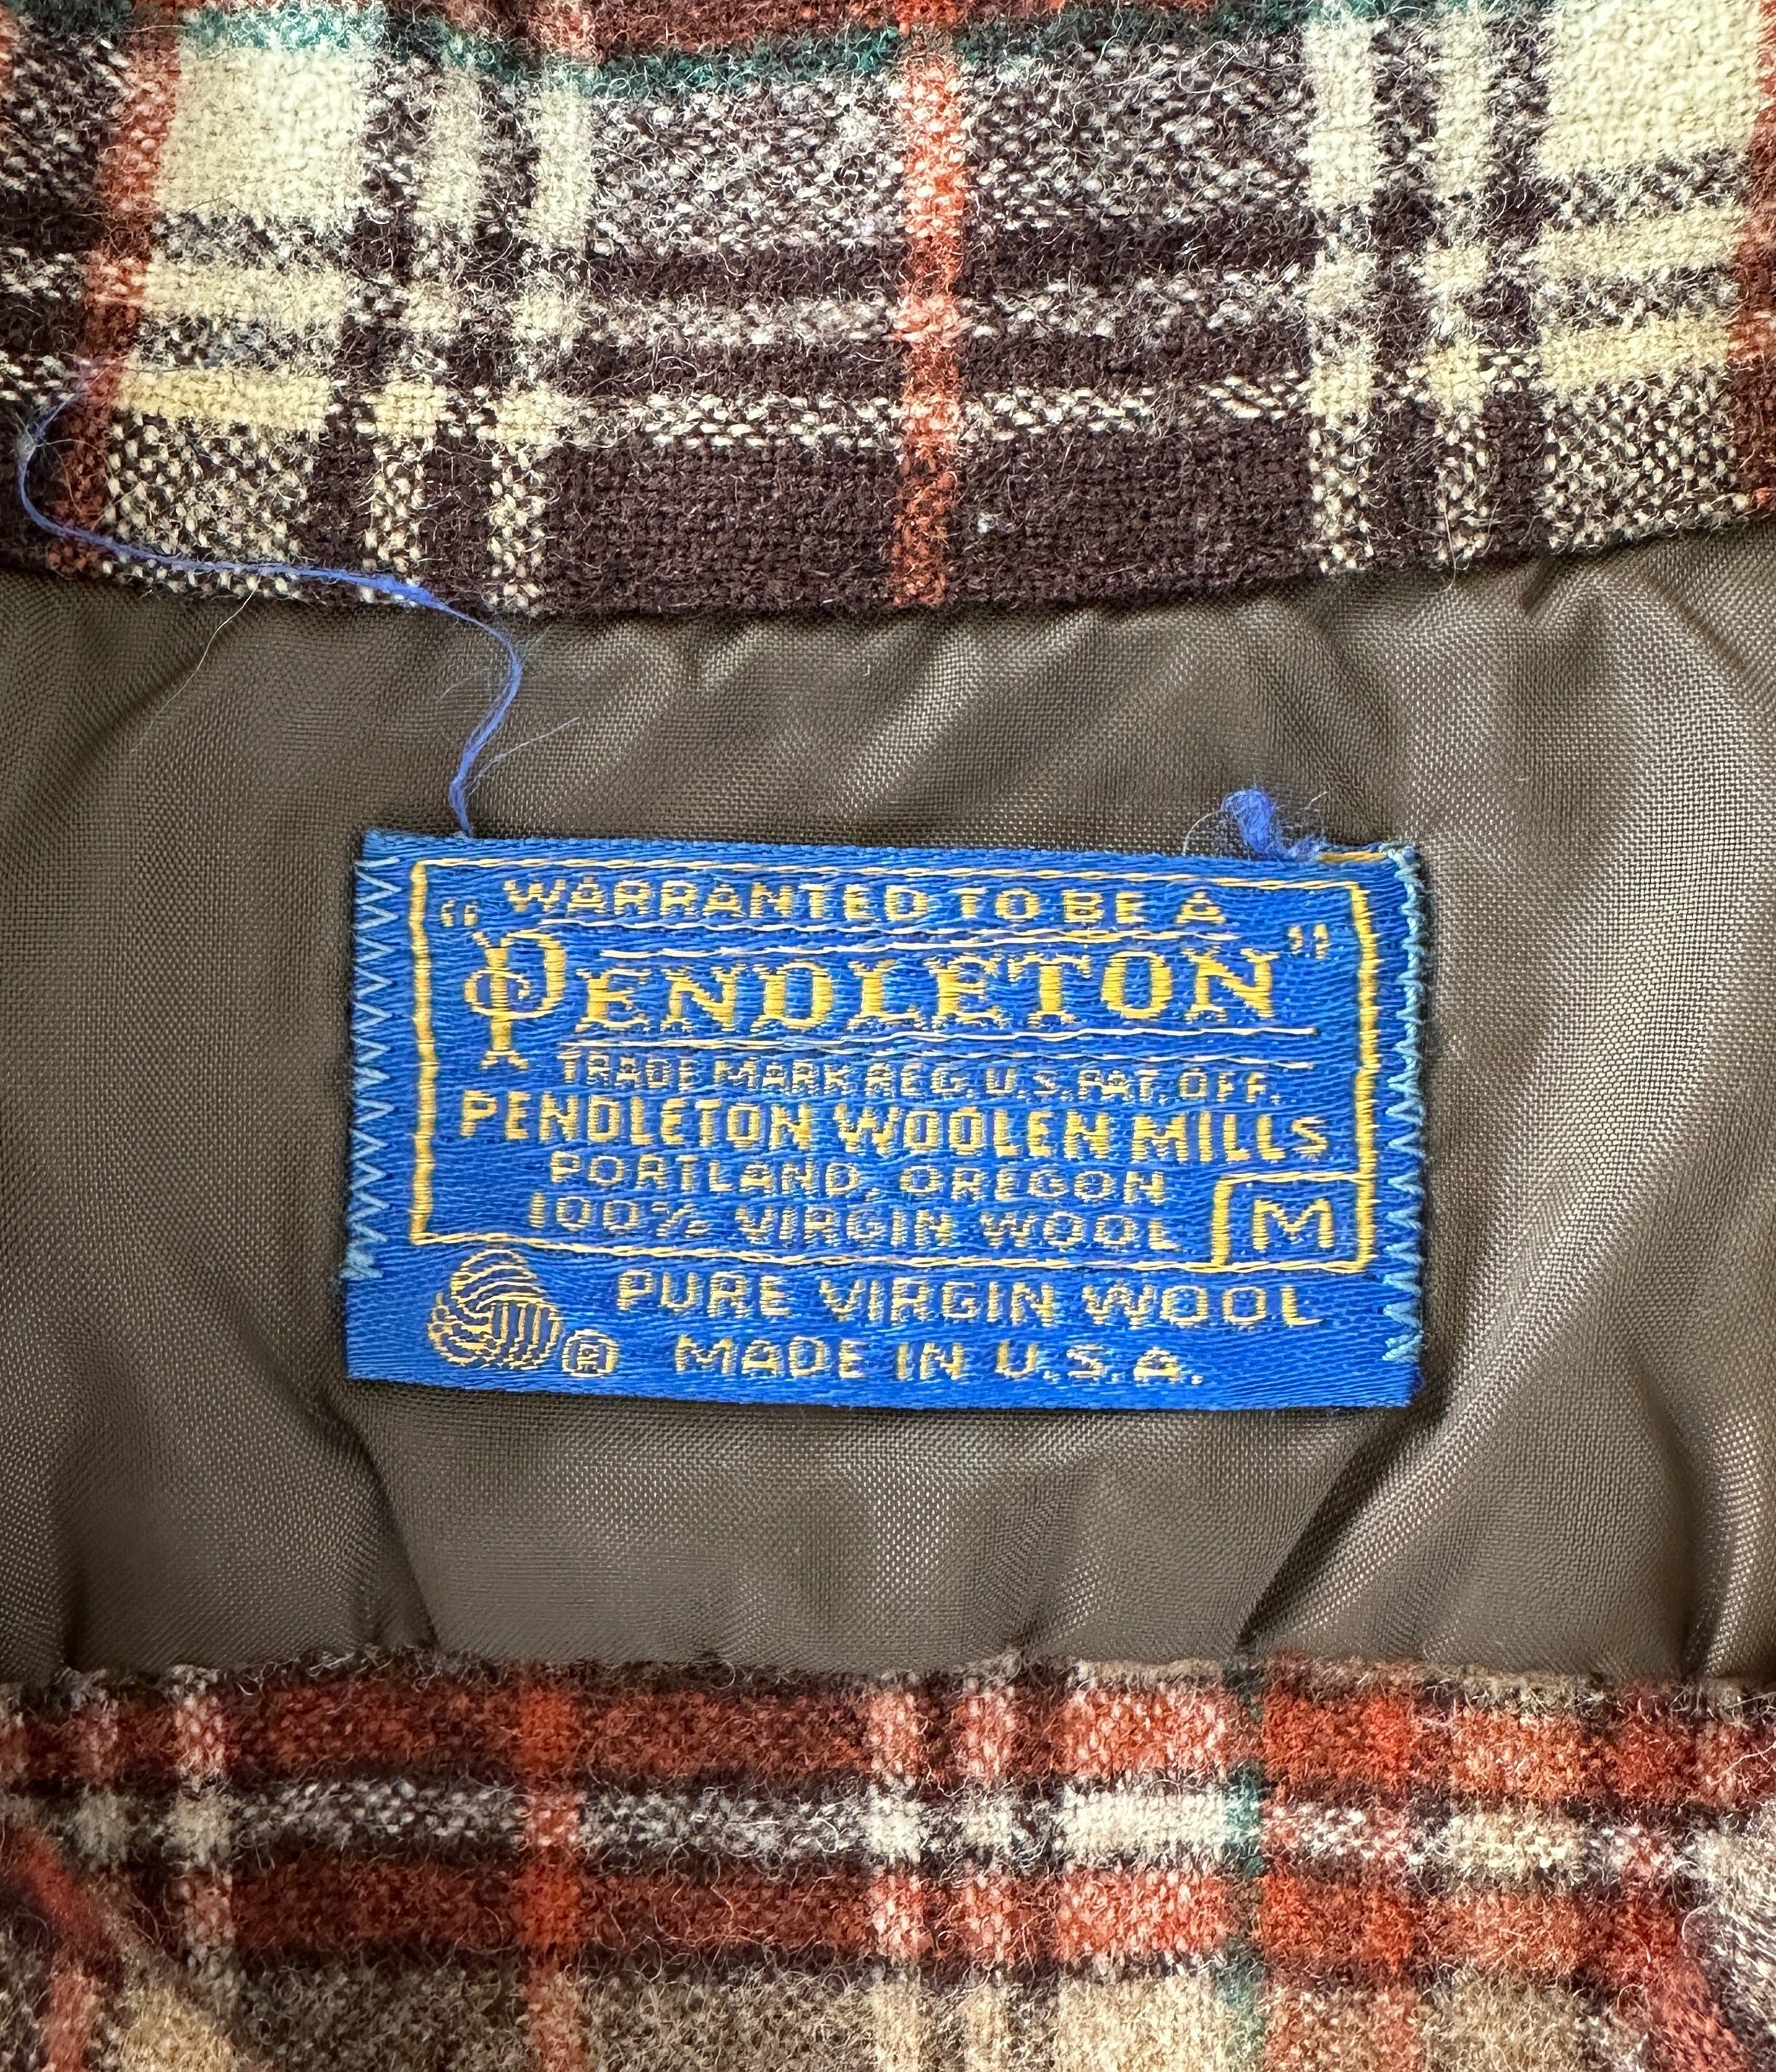 WARRANTED TO BE A
"PENDLETON"
TRADE MARK REG. U.S. PAT. OFF.
PENDLETON WOOLEN MILLS
PORTLAND, OREGON
100% VIRGIN WOOL M
PURE VIRGIN WOOL
® MADE IN U.S.A.